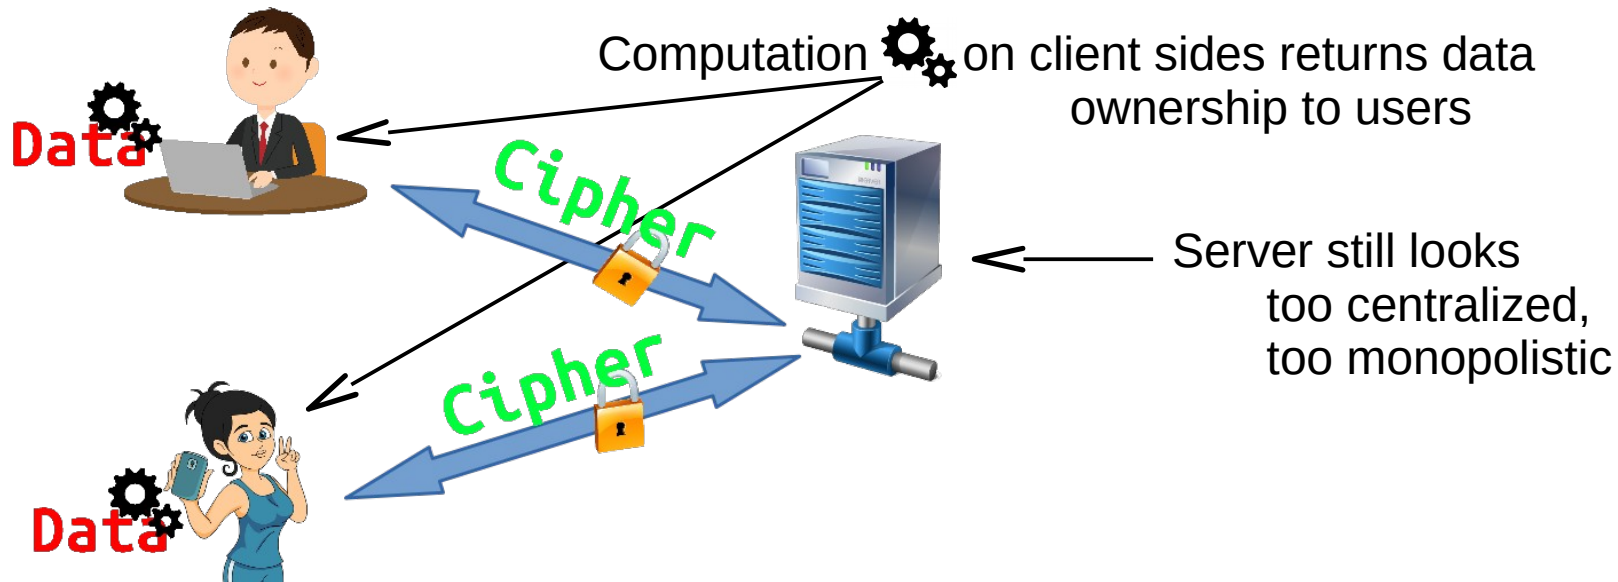 Computation on client sides returns data
ownership to users
Data
Cipher
Server still looks
too centralized,
too monopolistic
Cipher
Data